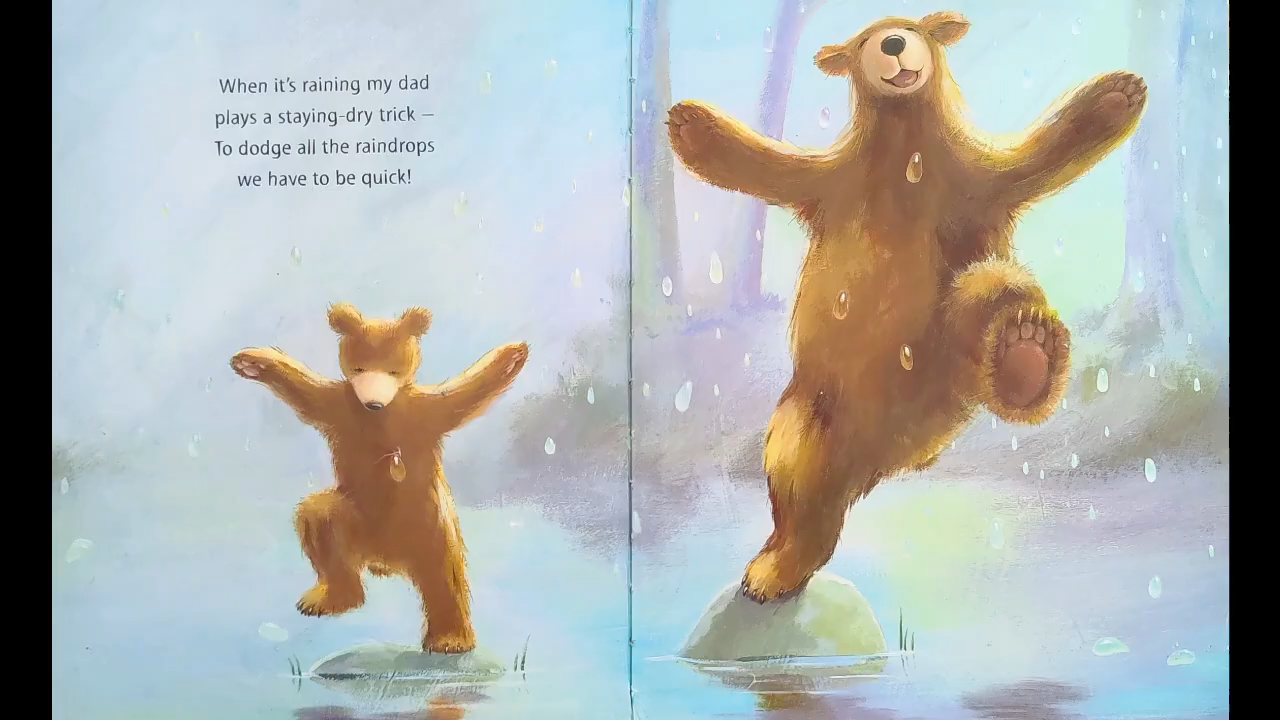 When it's raining my dad
plays a staying-dry trick –
To dodge all the raindrops
we have to be quick!